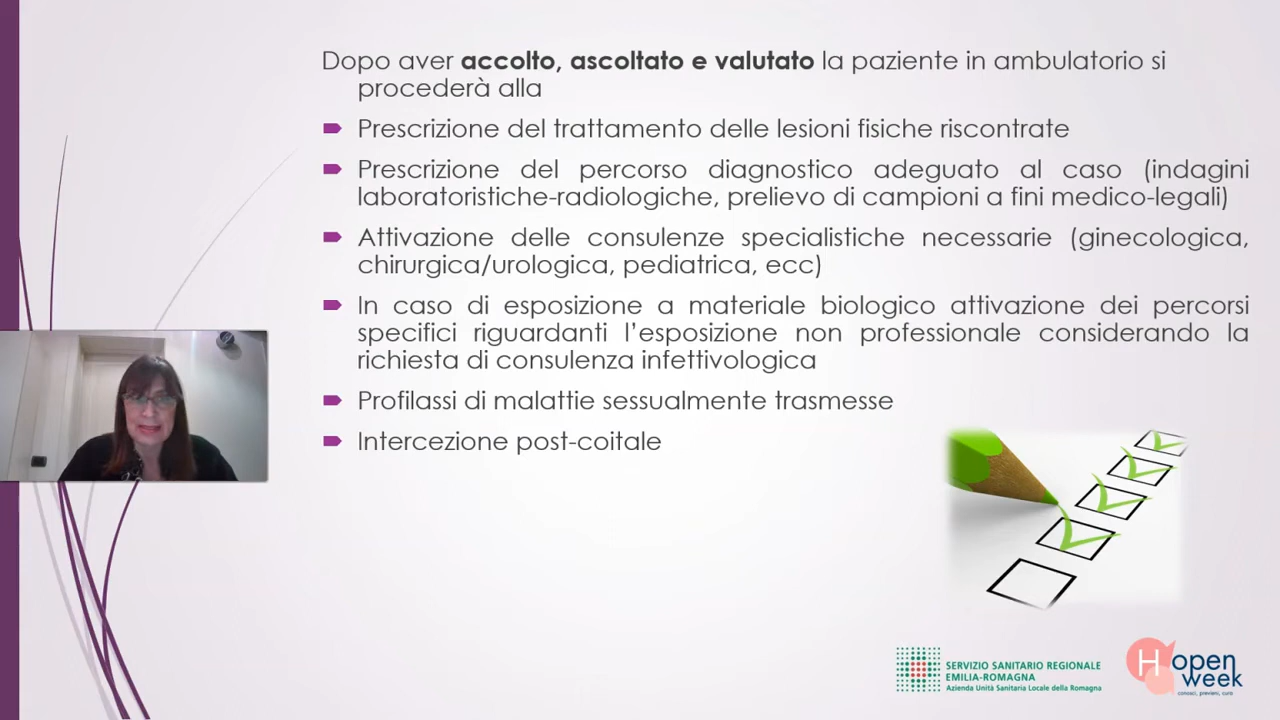 Dopo aver accolto, ascoltato e valutato la paziente in ambulatorio si
procederà alla
Prescrizione del trattamento delle lesioni fisiche riscontrate
Prescrizione del percorso diagnostico adeguato al caso (indagini
laboratoristiche-radiologiche, prelievo di campioni a fini medico-legali)
Attivazione delle consulenze specialistiche necessarie (ginecologica,
chirurgica/urologica, pediatrica, ecc)
In caso di esposizione a materiale biologico attivazione dei percorsi
specifici riguardanti l’esposizione non professionale considerando la
richiesta di consulenza infettivologica
Profilassi di malattie sessualmente trasmesse
Intercezione post-coitale
SERVIZIO SANITARIO REGIONALE
EMILIA-ROMAGNA
Azienda Unità Sanitaria Locale della Romagna
H open
week
conosci, previeni, cura